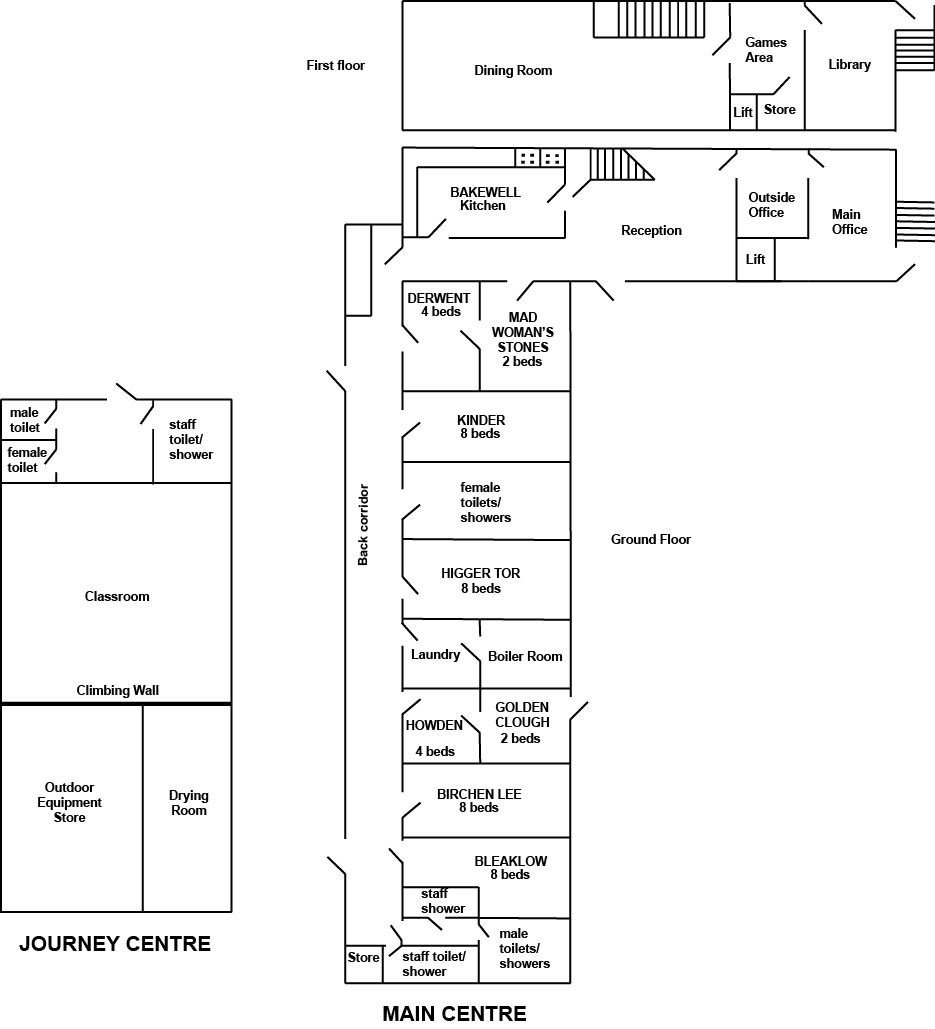 First floor
Dining Room
Games
Area
Library
Lift
Store
BAKEWELL
Kitchen
Reception
Outside
Office
Main
Office
Lift
DERWENT
4 beds
MAD
WOMAN'S
STONES
2 beds
KINDER
8 beds
female
toilets/
showers
Back corridor
Ground Floor
HIGGER TOR
8 beds
Laundry
Boiler Room
HOWDEN
4 beds
GOLDEN
CLOUGH
2 beds
BIRCHEN LEE
8 beds
BLEAKLOW
8 beds
staff
shower
male
toilets/
showers
Store
staff toilet/
shower
MAIN CENTRE
male
toilet
female
toilet
staff
toilet/
shower
Classroom
Climbing Wall
Outdoor
Equipment
Store
Drying
Room
JOURNEY CENTRE